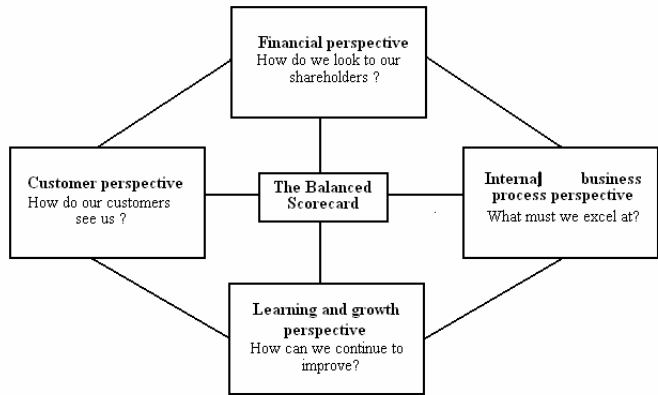 Financial perspective
How do we look to our
shareholders ?
Customer perspective
How do our customers
see us ?
The Balanced
Scorecard
Internal business
process perspective
What must we excel at?
Learning and growth
perspective
How can we continue to
improve?